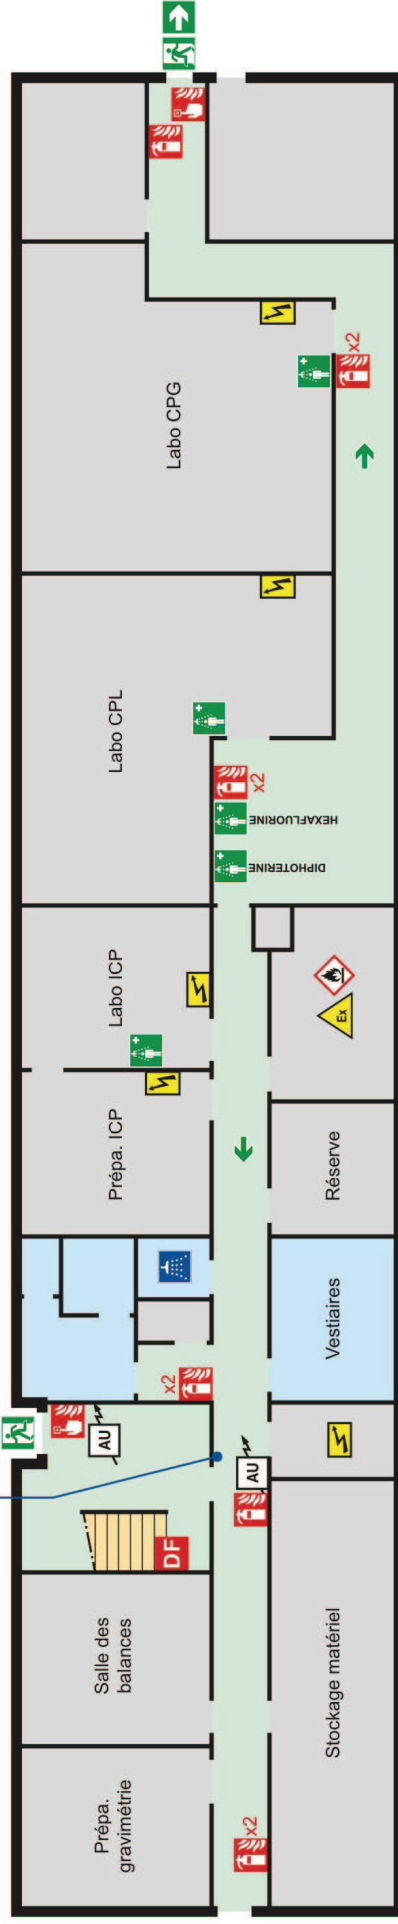 Prépa.
gravimétrie
Salle des
balances
DF
AU
x2
Prépa. ICP
Labo ICP
Labo CPL
Labo CPG
x2
AU
DIPHOTERINE
HEXAFLUORINE
x2
x2
Stockage matériel
Vestiaires
Réserve
Ex